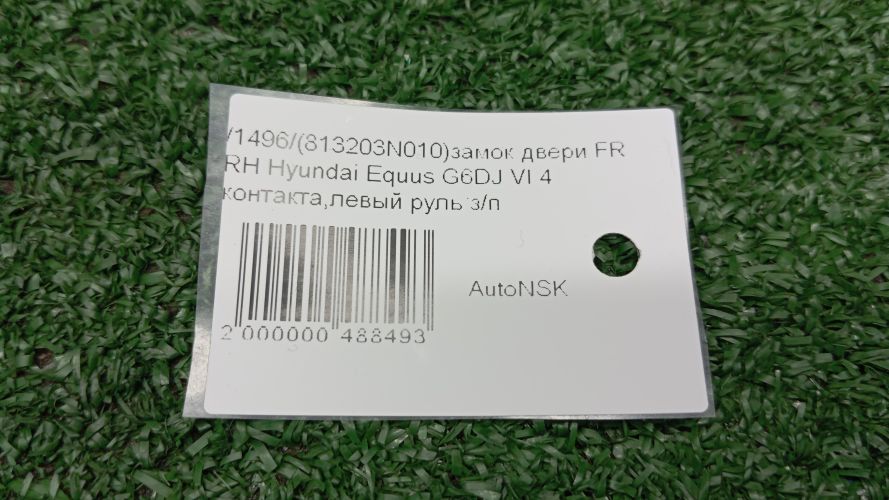 /1496/(813203N010)замок двери FR
RH Hyundai Equus G6DJ VI 4
контакта,левый руль з/п
AutoNSK
2 000000 488493